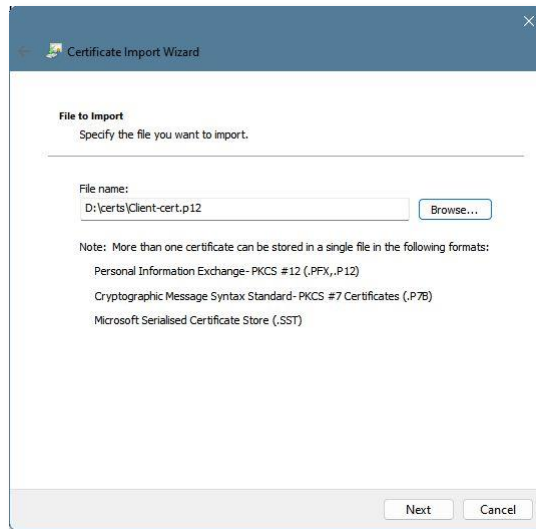 Certificate Import Wizard
File to Import
Specify the file you want to import.
File name:
D:\certs\Client-cert.p12
Browse...
Note: More than one certificate can be stored in a single file in the following formats:
Personal Information Exchange- PKCS #12 (.PFX,.P12)
Cryptographic Message Syntax Standard- PKCS #7 Certificates (.P7B)
Microsoft Serialised Certificate Store (.SST)
Next
Cancel